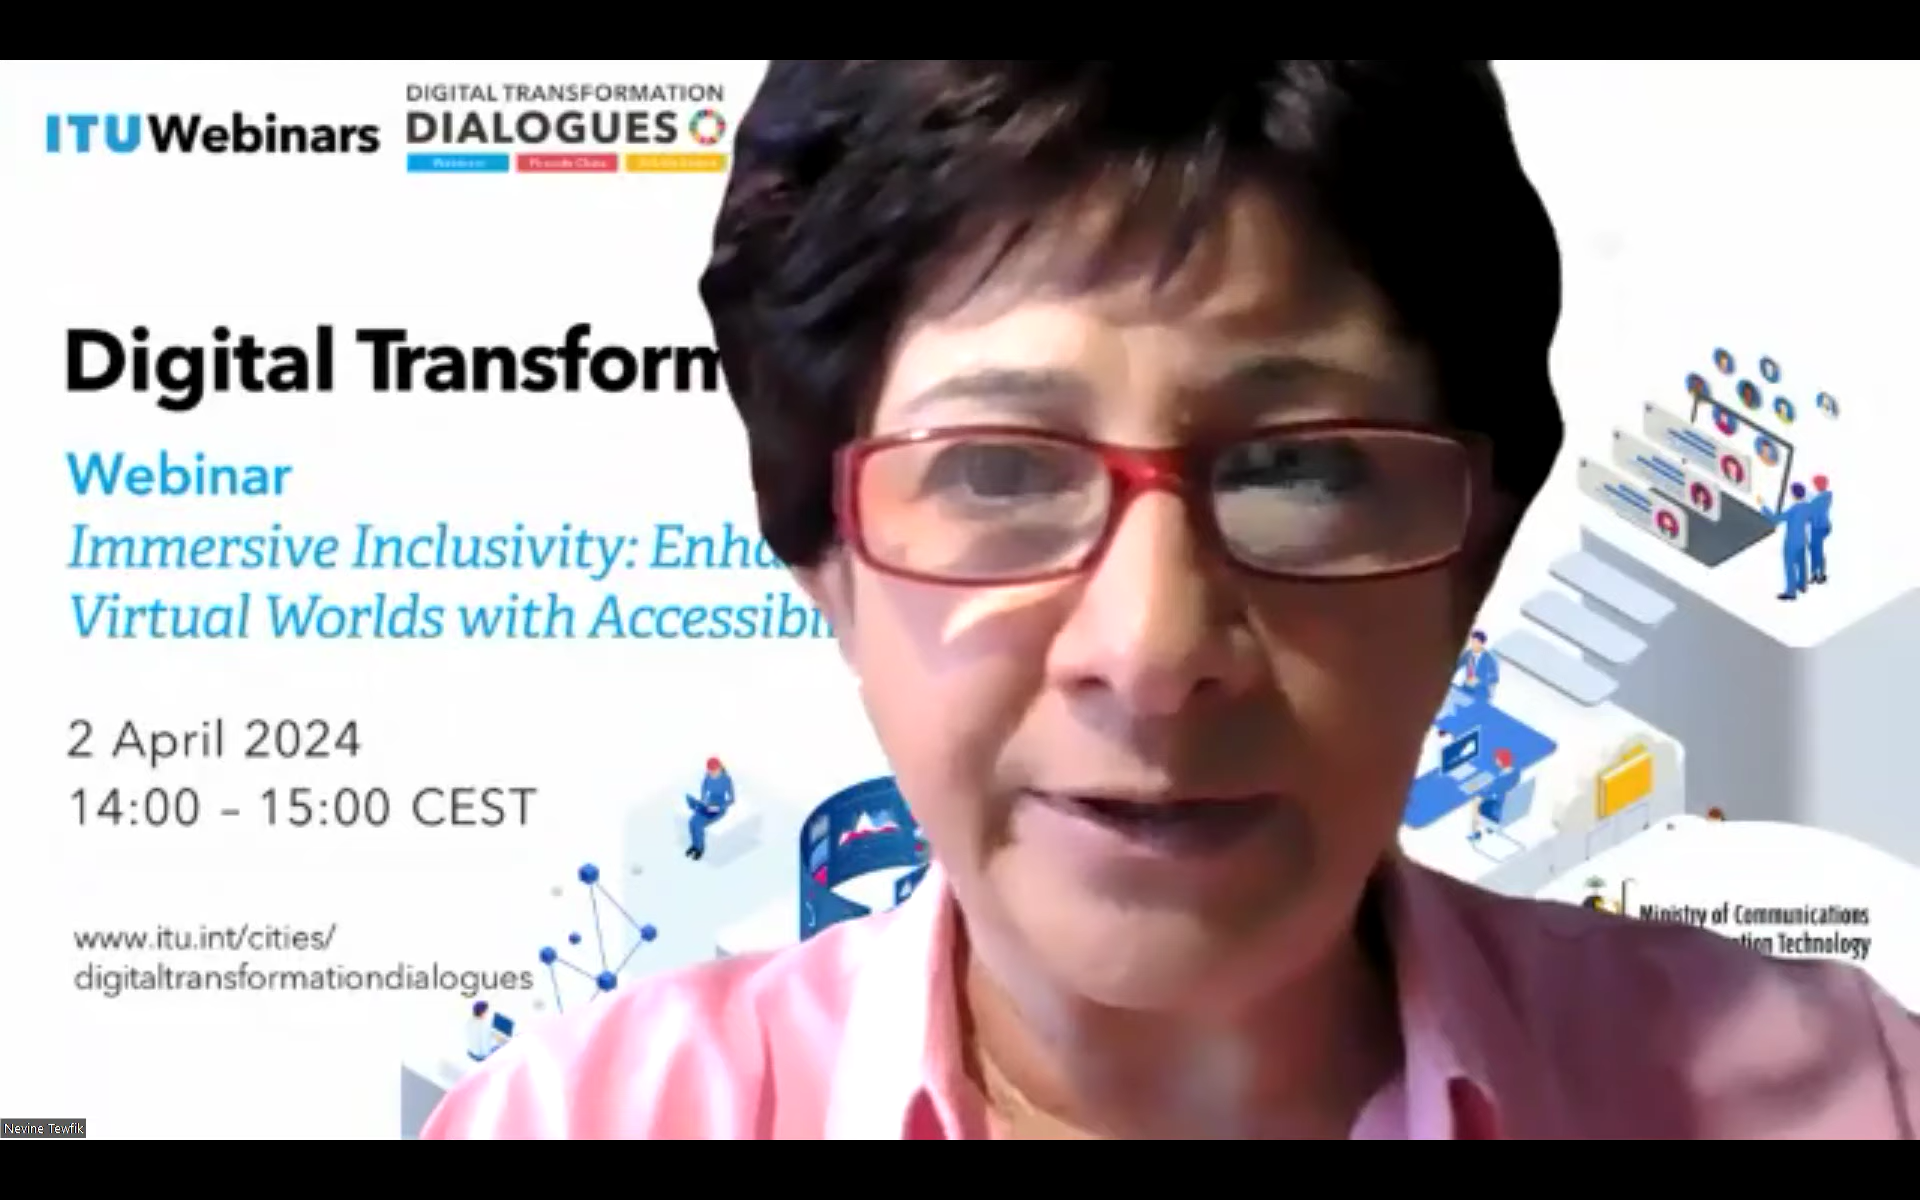 ITUWebinars
DIGITAL TRANSFORMATION
DIALOGUES
Webinars
Digital Transform
Webinar
Immersive Inclusivity: Enha
Virtual Worlds with Accessibi
2 April 2024
14:00 – 15:00 CEST
www.itu.int/cities/
digitaltransformationdialogues
Ministry of Communications
Technology
Nevine Tewfik